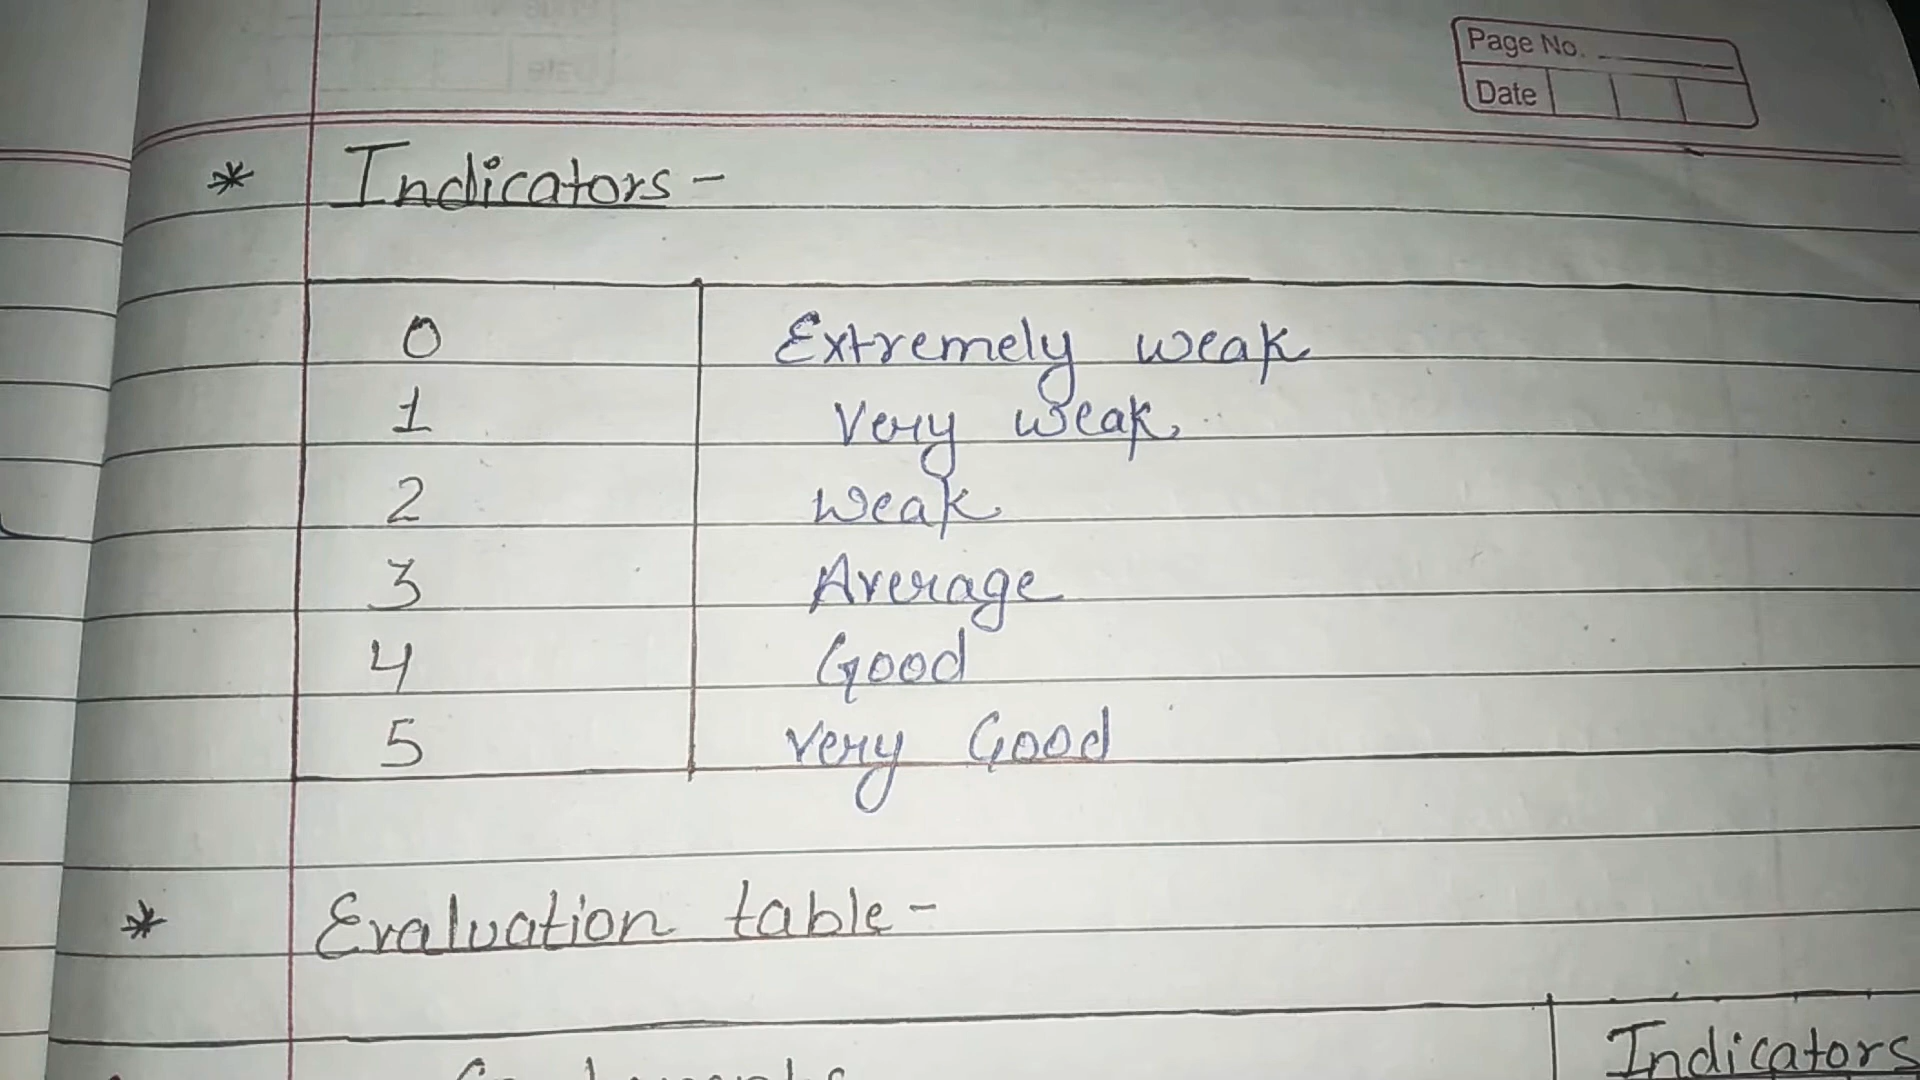 Page No.
Date
* Indicators -
0 Extremely weak
1 Very weak
2 Weak
3 Average
4 Good
5 Very Good
* Evaluation table -
Indicators